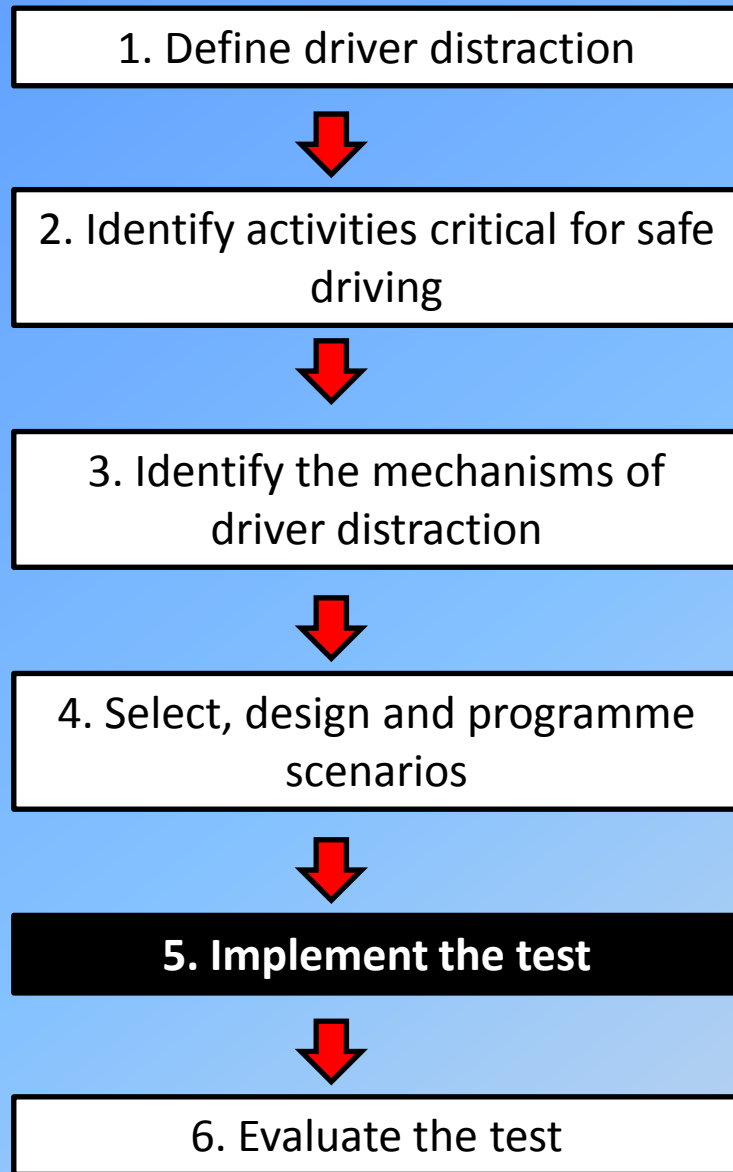 1. Define driver distraction
2. Identify activities critical for safe
driving
3. Identify the mechanisms of
driver distraction
4. Select, design and programme
scenarios
5. Implement the test
6. Evaluate the test